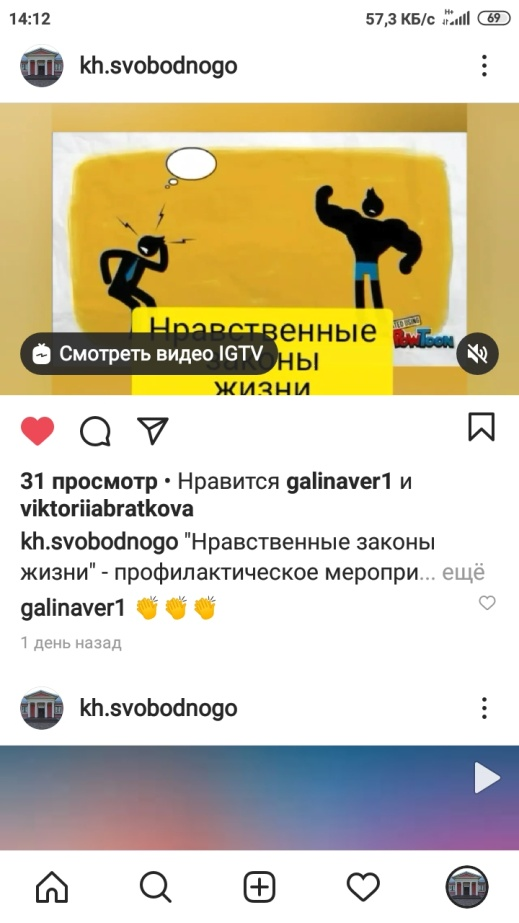 14:12
57,3 КБ/с H+ 69
kh.svobodnogo
Нравственные
Смотреть видео IGTV
ны
жизни
31 просмотр • Нравится galinaver1 и
viktoriiabratkova
kh.svobodnogo "Нравственные законы
жизни" - профилактическое меропри... ещё
galinaver1 👏👏👏
1 день назад
kh.svobodnogo